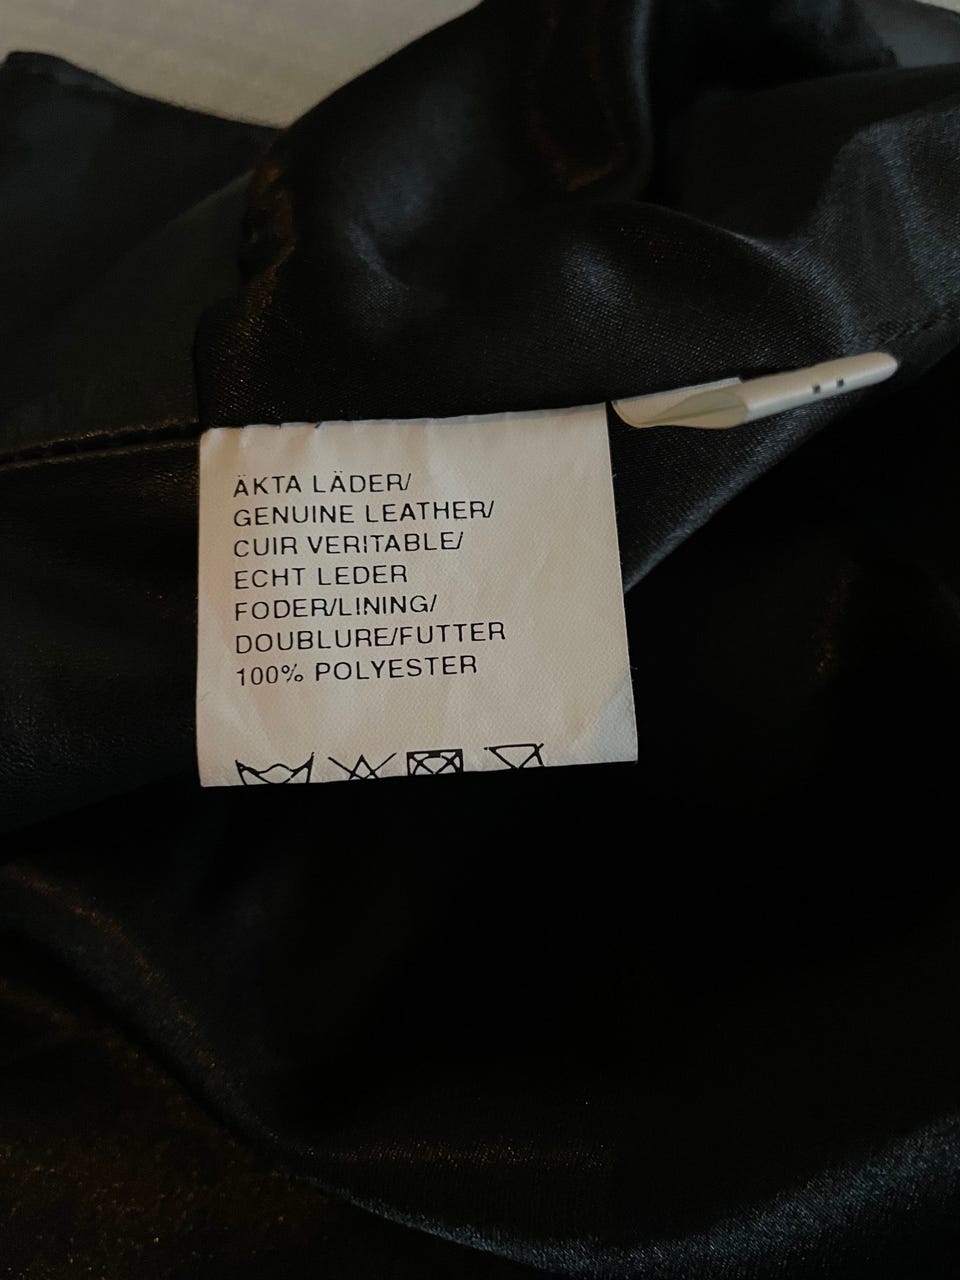 ÄKTA LÄDER/
GENUINE LEATHER/
CUIR VERITABLE/
ECHT LEDER
FODER/LINING/
DOUBLURE/FUTTER
100% POLYESTER